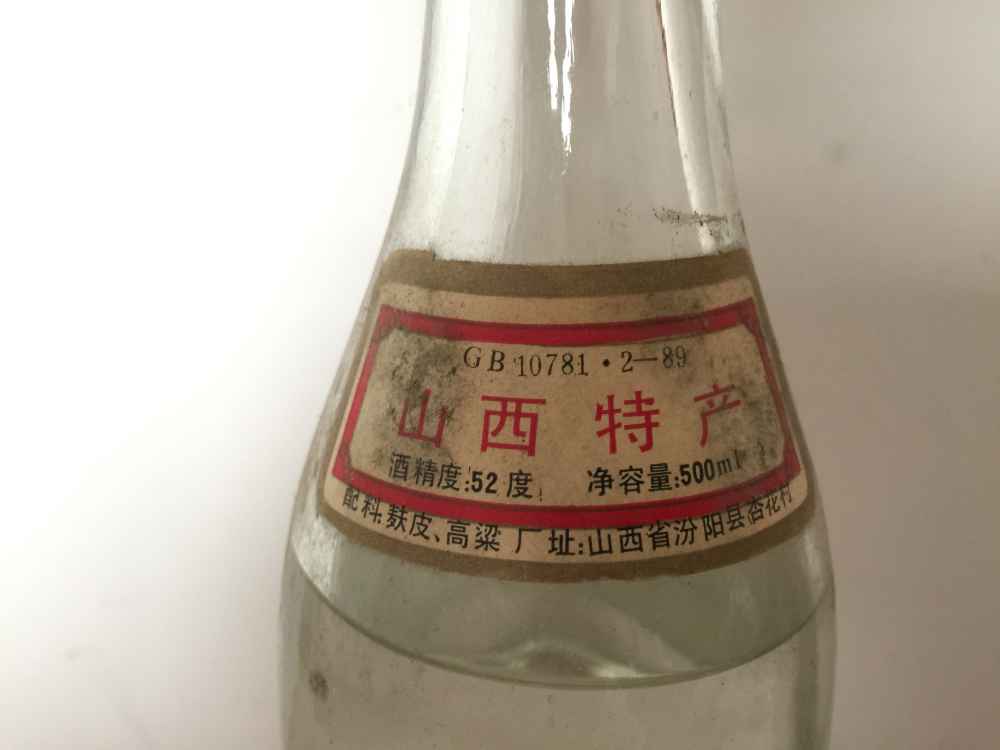 GB 10781·2—89
山西特产
酒精度:52度 净容量:500ml
配料:麸皮、高粱 厂址:山西省汾阳县杏花村